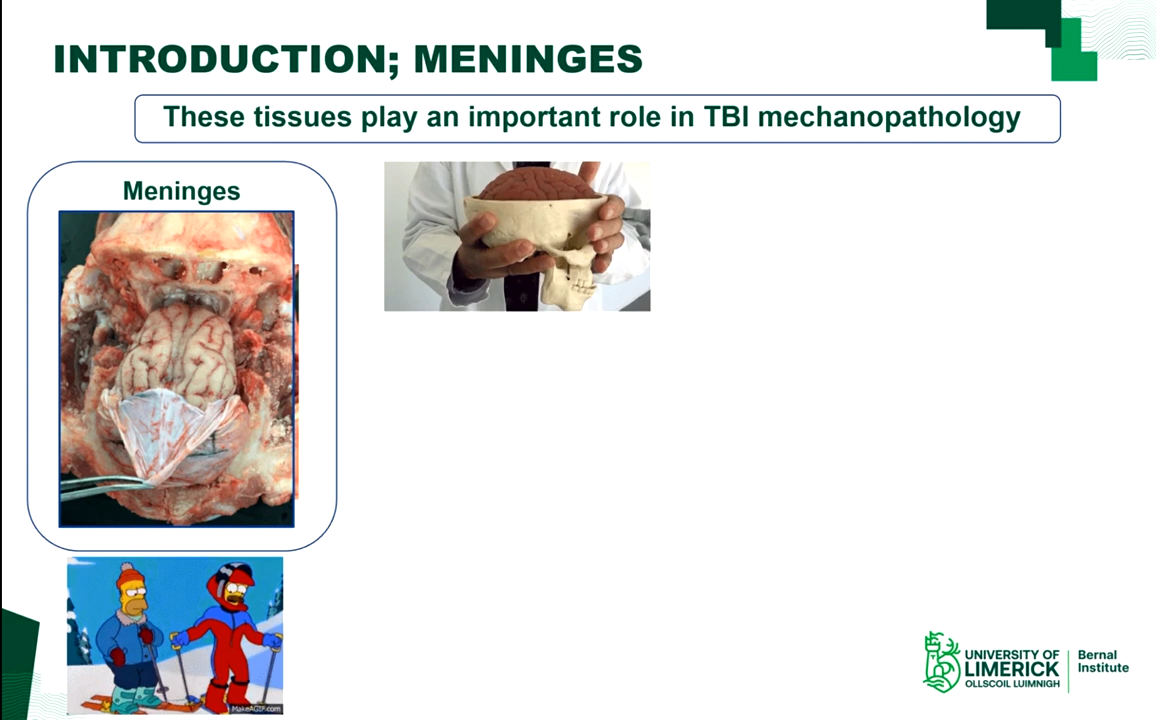 INTRODUCTION; MENINGES
These tissues play an important role in TBI mechanopathology
Meninges
MakeAGIF.com
UNIVERSITY OF
LIMERICK
OLLSCOIL LUIMNIGH
Bernal
Institute